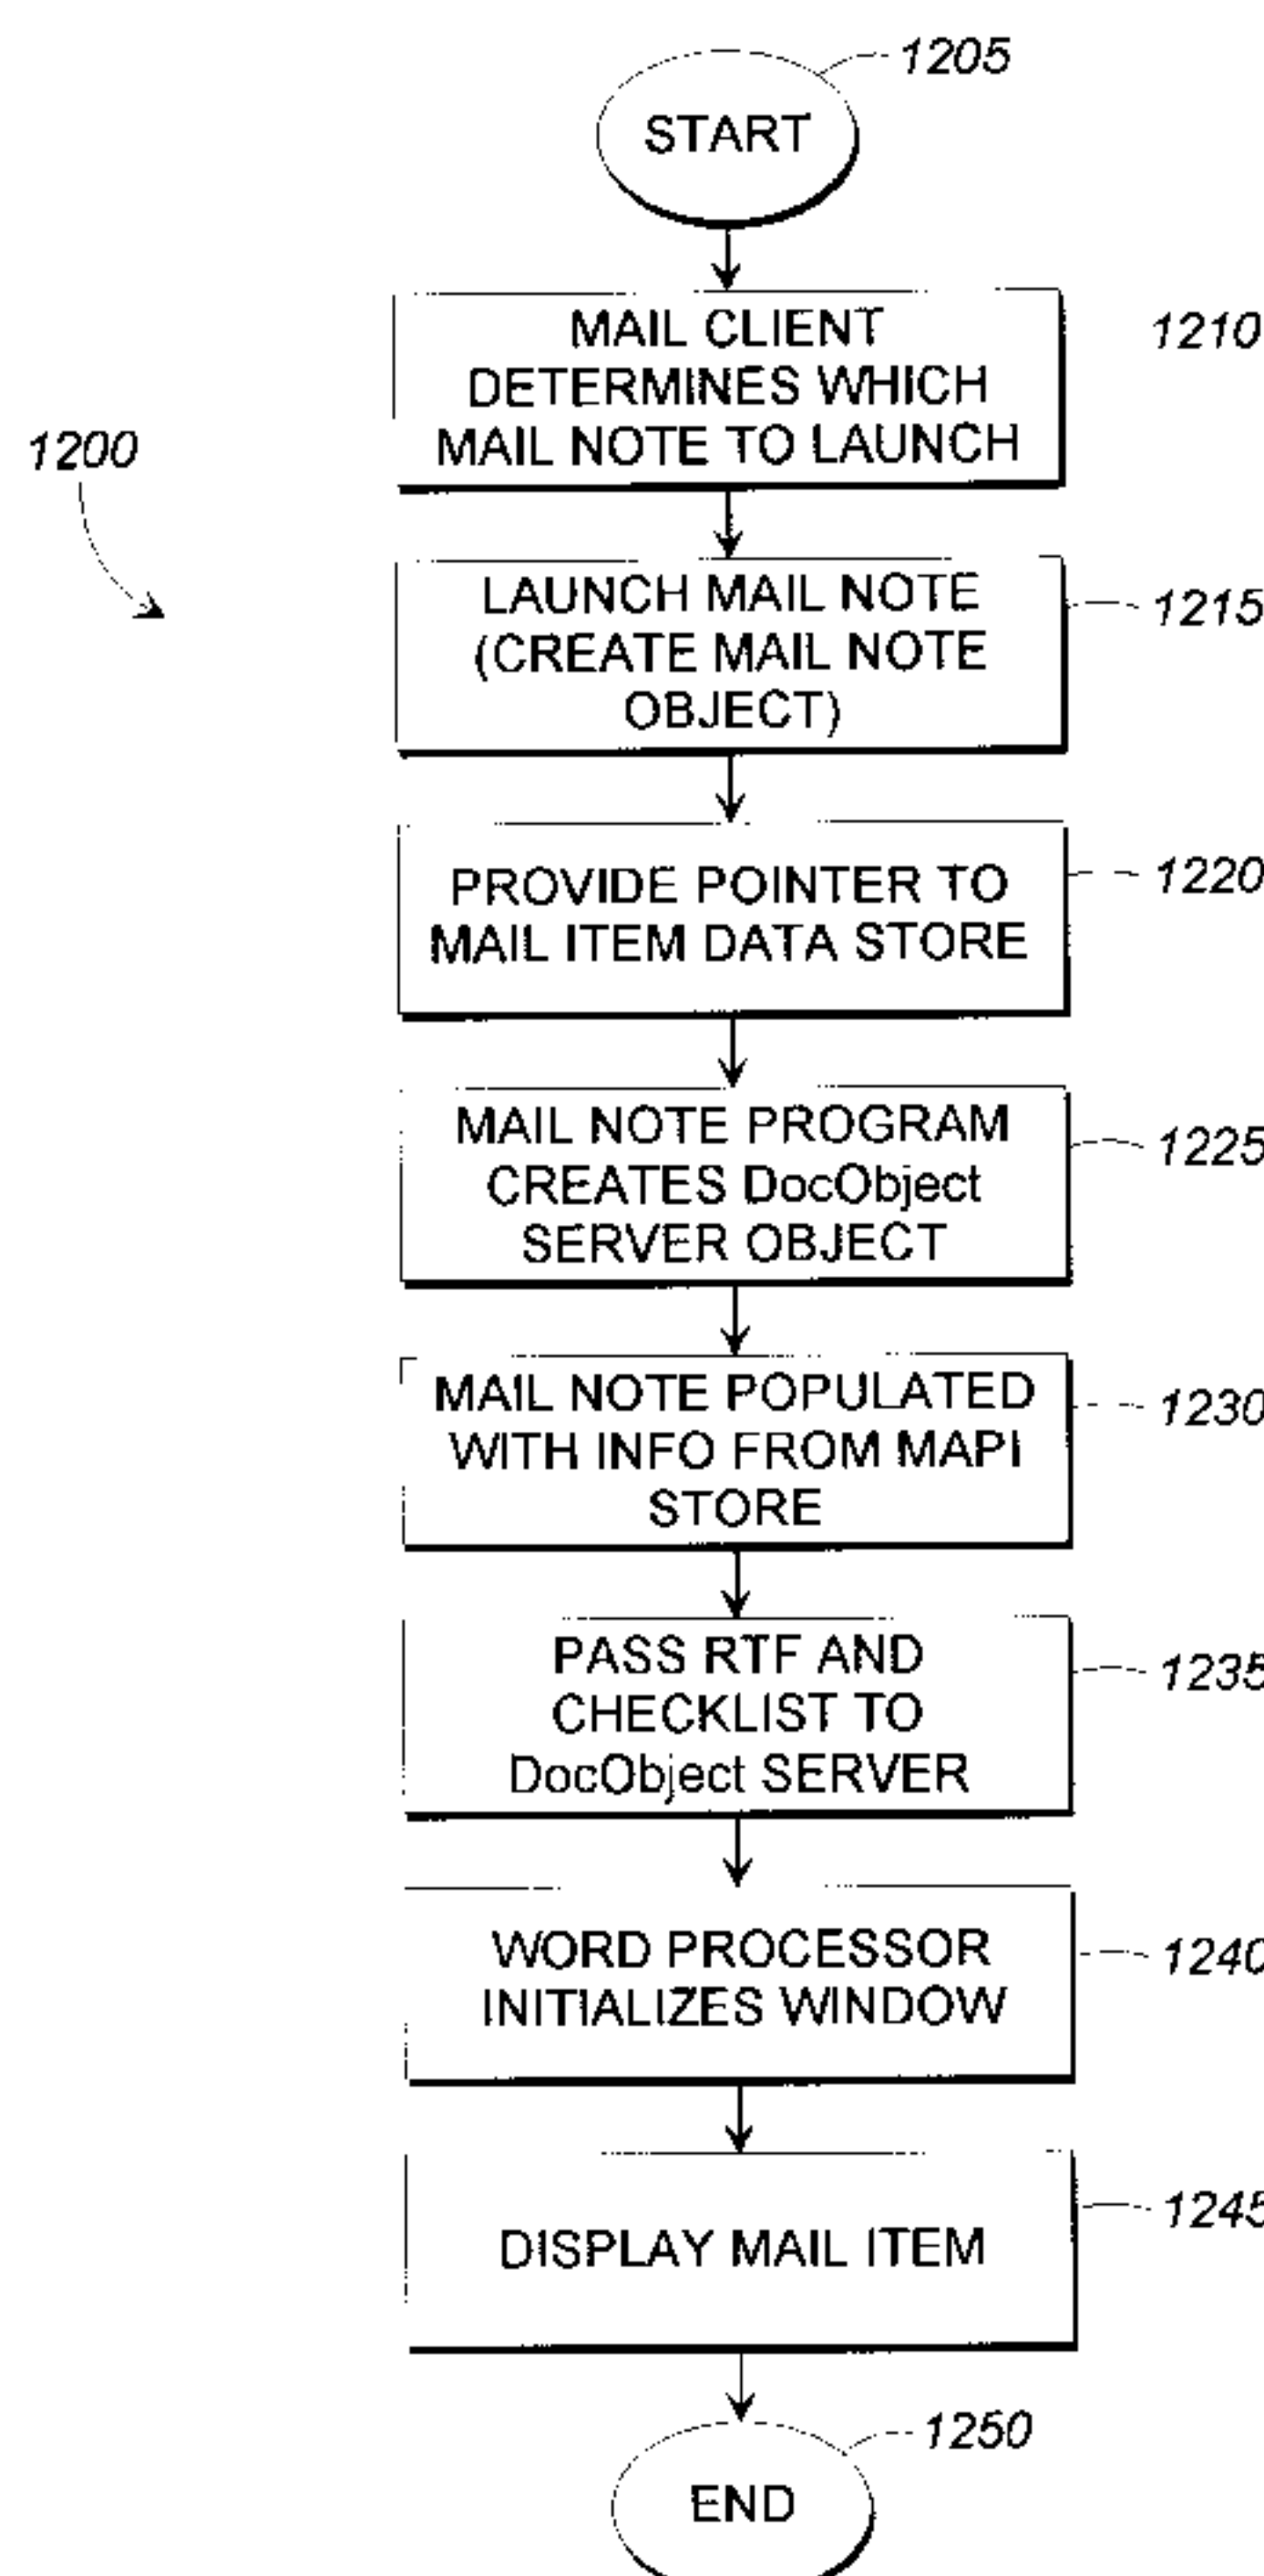 1205
START
1210
MAIL CLIENT
DETERMINES WHICH
MAIL NOTE TO LAUNCH
1200
LAUNCH MAIL NOTE
(CREATE MAIL NOTE
OBJECT)
1215
PROVIDE POINTER TO
MAIL ITEM DATA STORE
1220
MAIL NOTE PROGRAM
CREATES DocObject
SERVER OBJECT
1225
MAIL NOTE POPULATED
WITH INFO FROM MAPI
STORE
1230
PASS RTF AND
CHECKLIST TO
DocObject SERVER
1235
WORD PROCESSOR
INITIALIZES WINDOW
1240
DISPLAY MAIL ITEM
1245
1250
END